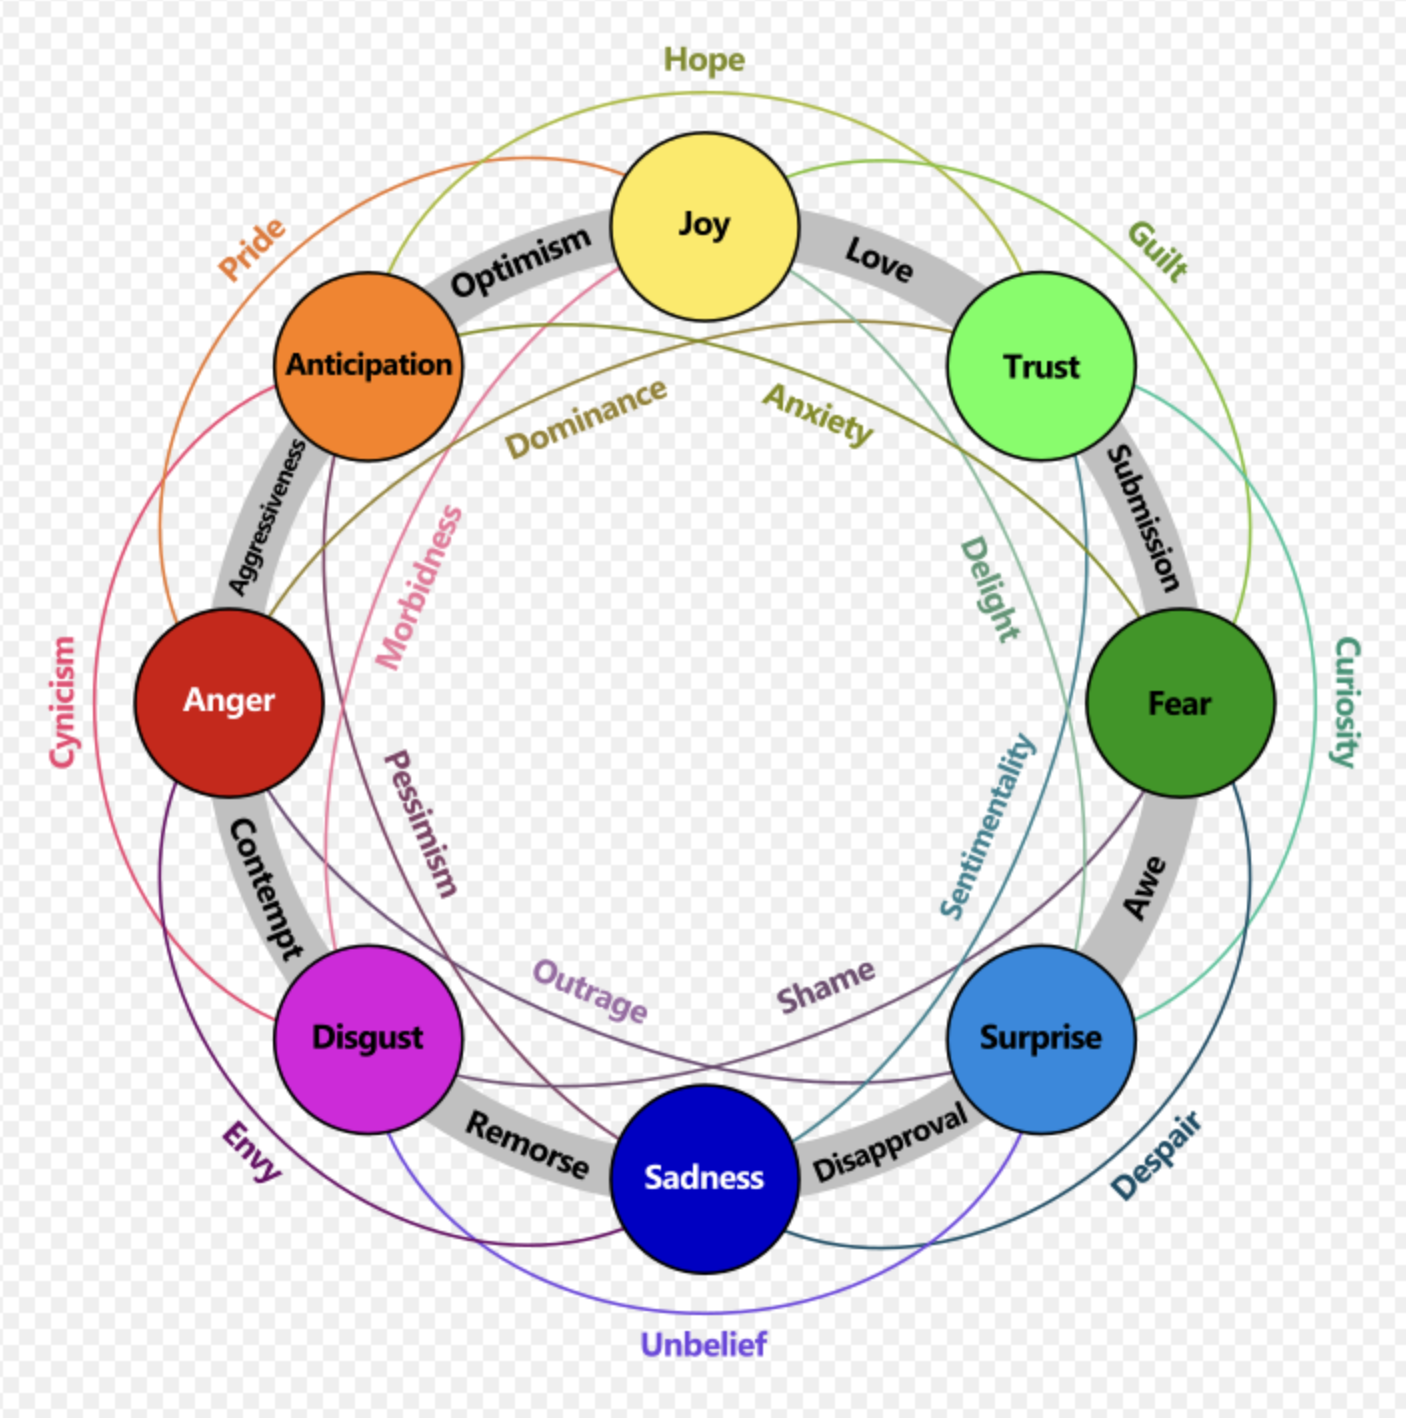 Hope
Joy
Pride
Optimism
Love
Guilt
Anticipation
Trust
Dominance
Anxiety
Aggressiveness
Submission
Morbidness
Delight
Cynicism
Anger
Fear
Curiosity
Pessimism
Sentimentality
Contempt
Awe
Outrage
Shame
Disgust
Surprise
Envy
Remorse
Sadness
Disapproval
Despair
Unbelief